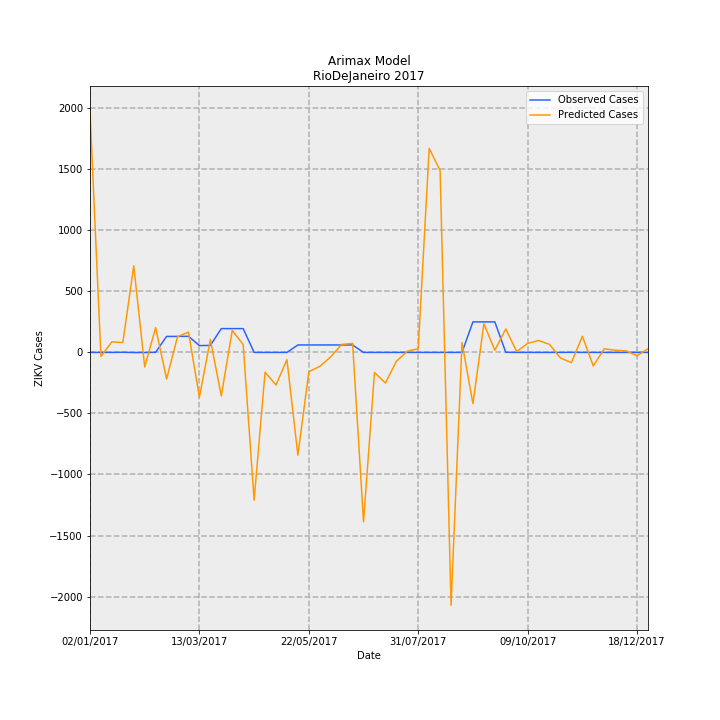 Arimax Model
RioDeJaneiro 2017
Observed Cases
Predicted Cases
2000
1500
1000
500
0
−500
−1000
−1500
−2000
ZIKV Cases
02/01/2017
13/03/2017
22/05/2017
31/07/2017
09/10/2017
18/12/2017
Date